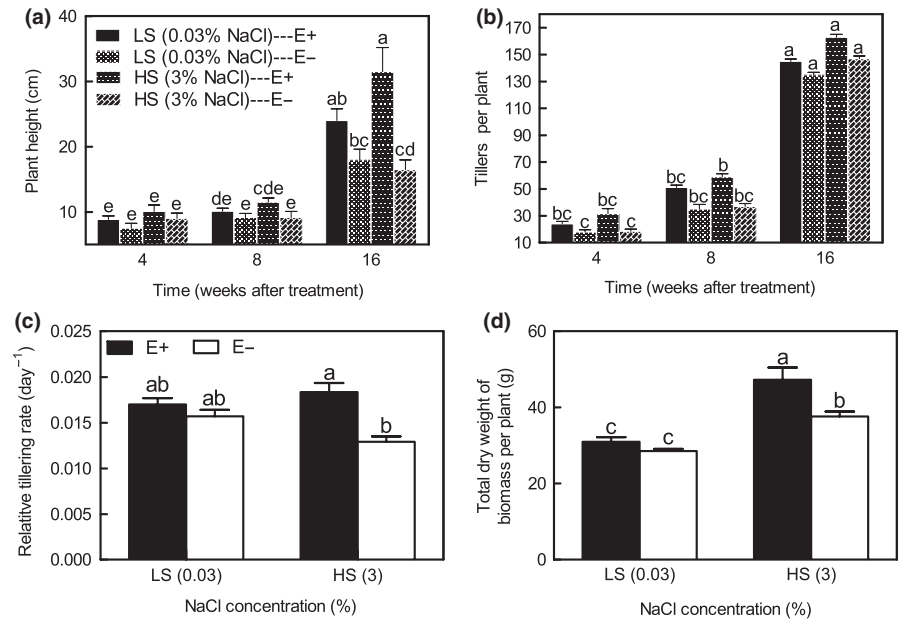 (a)
40
30
20
10
Plant height (cm)
LS (0.03% NaCl)---E+
LS (0.03% NaCl)---E−
HS (3% NaCl)---E+
HS (3% NaCl)---E−
e e e e
de e cde e
ab bc a cd
4 8 16
Time (weeks after treatment)
(b)
170
150
130
110
90
70
50
30
10
Tillers per plant
bc c bc c
bc bc b bc
a a a a
4 8 16
Time (weeks after treatment)
(c)
0.025
0.020
0.015
0.010
0.005
0.000
Relative tillering rate (day−1)
E+ E−
ab ab a b
LS (0.03) HS (3)
NaCl concentration (%)
(d)
60
40
20
0
Total dry weight of
biomass per plant (g)
c c a b
LS (0.03) HS (3)
NaCl concentration (%)